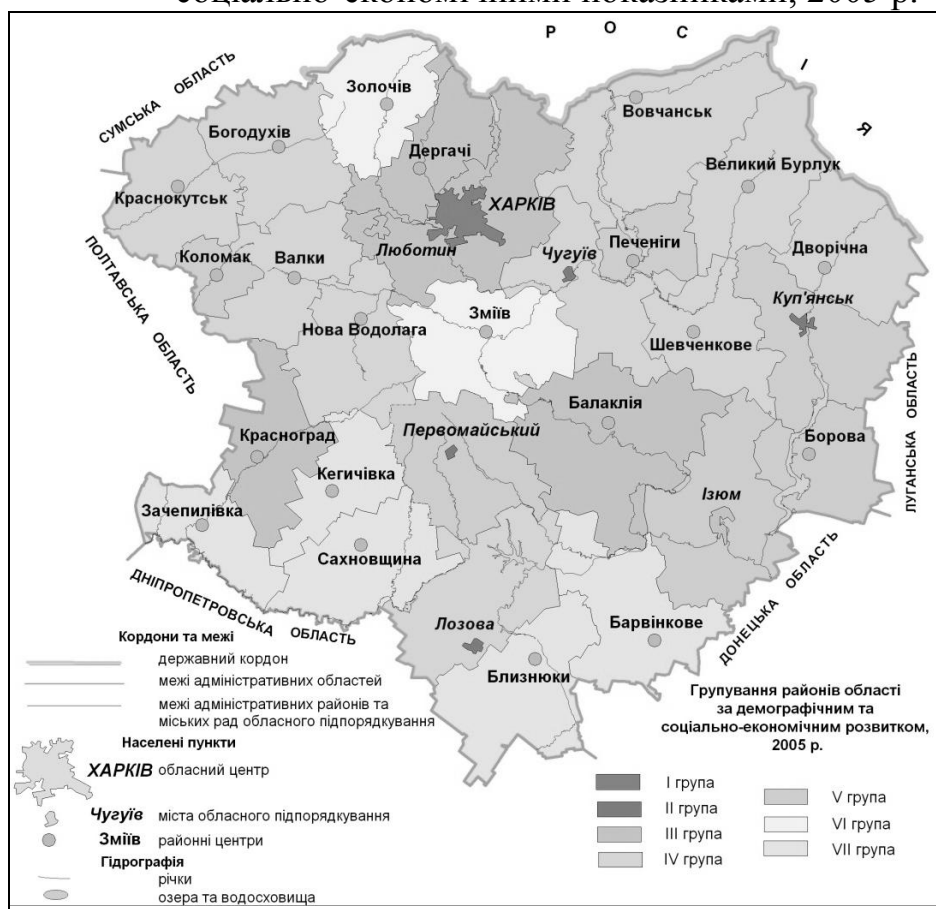 соціально-економічними показниками, 2005 р.
РОСІЯ
СУМСЬКА ОБЛАСТЬ
Золочів
Вовчанськ
Богодухів
Дергачі
Великий Бурлук
Краснокутськ
ХАРКІВ
ПОЛТАВСЬКА ОБЛАСТЬ
Коломак
Валки
Люботин
Чугуїв
Печеніги
Дворічна
Куп'янськ
Нова Водолага
Зміїв
Шевченкове
ЛУГАНСЬКА ОБЛАСТЬ
Балаклія
Красноград
Первомайський
Борова
Кегичівка
Ізюм
Зачепилівка
Сахновщина
ДНІПРОПЕТРОВСЬКА ОБЛАСТЬ
ДОНЕЦЬКА ОБЛАСТЬ
Лозова
Барвінкове
Близнюки
Кордони та межі
державний кордон
межі адміністративних областей
межі адміністративних районів та
міських рад обласного підпорядкування
Населені пункти
ХАРКІВ обласний центр
Чугуїв міста обласного підпорядкування
Зміїв районні центри
Гідрографія
річки
озера та водосховища
Групування районів області
за демографічним та
соціально-економічним розвитком,
2005 р.
I група
II група
III група
IV група
V група
VI група
VII група